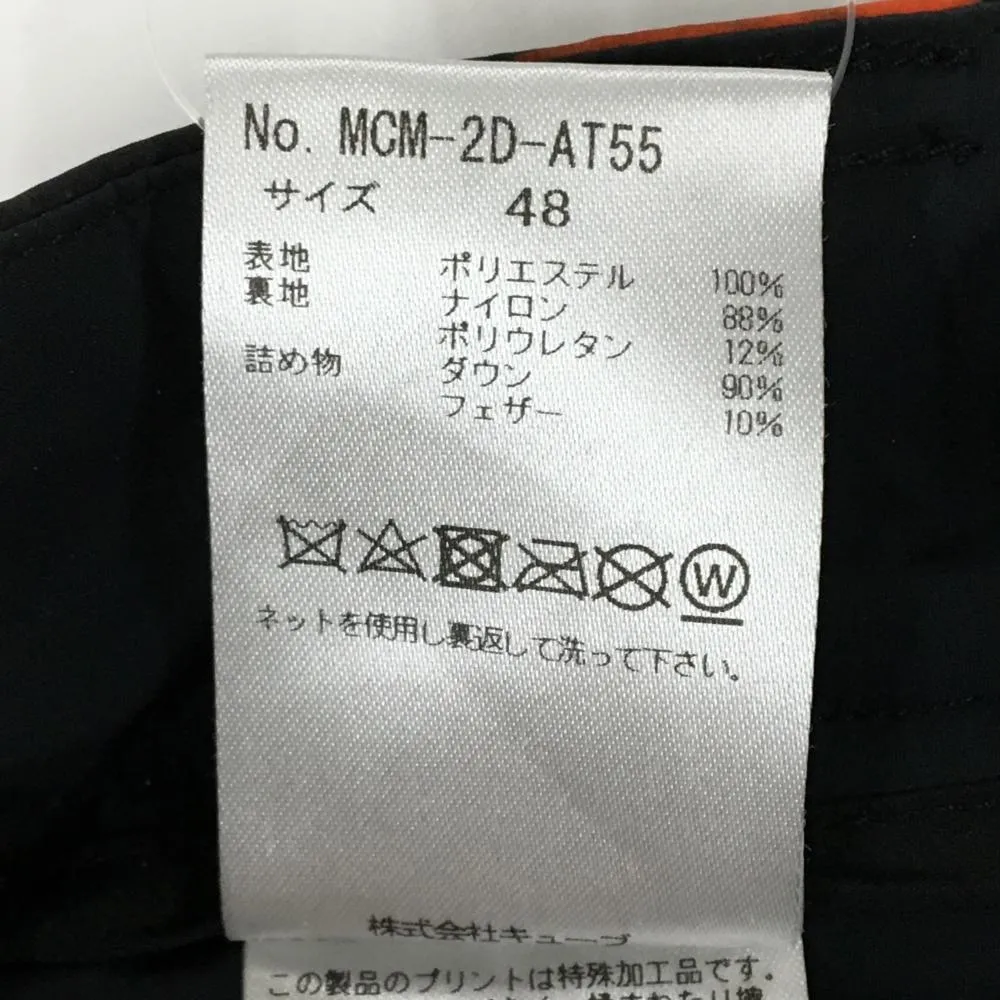 No. MCM-2D-AT55
サイズ 48
表地 ポリエステル 100%
裏地 ナイロン 88%
ポリウレタン 12%
詰め物 ダウン 90%
フェザー 10%
W
ネットを使用し裏返して洗って下さい。
株式会社キューブ
この製品のプリントは特殊加工品です。